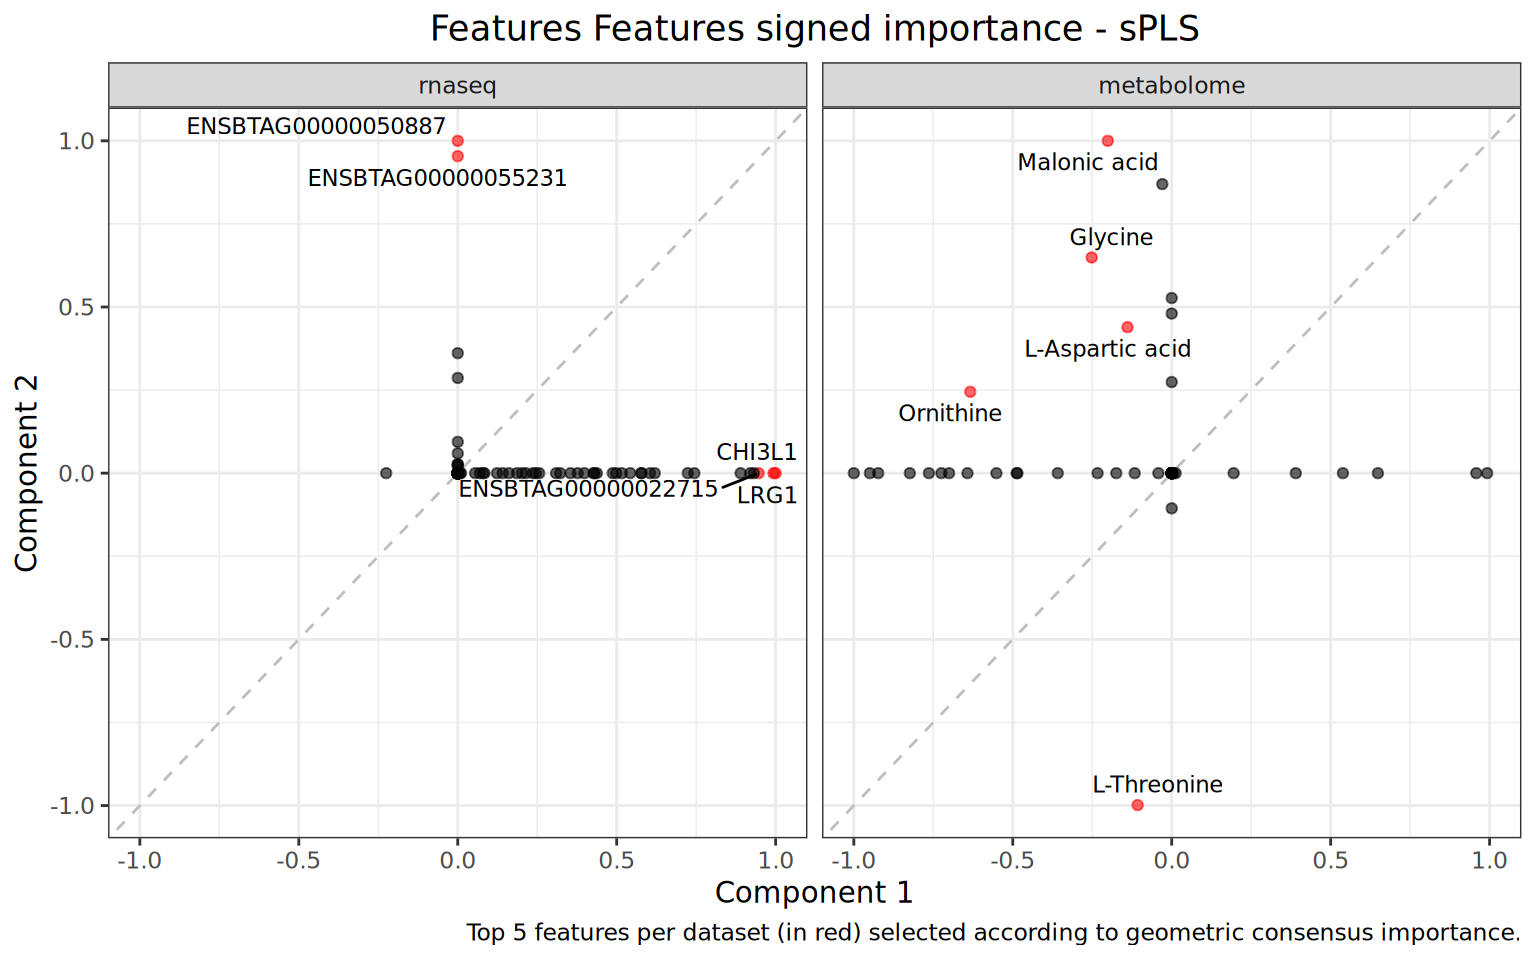 Features Features signed importance - sPLS
rnaseq
metabolome
ENSBTAG00000050887
ENSBTAG00000055231
CHI3L1
ENSBTAG00000022715
LRG1
Malonic acid
Glycine
L-Aspartic acid
Ornithine
L-Threonine
Component 2
1.0
0.5
0.0
-0.5
-1.0
-1.0 -0.5 0.0 0.5 1.0
-1.0 -0.5 0.0 0.5 1.0
Component 1
Top 5 features per dataset (in red) selected according to geometric consensus importance.